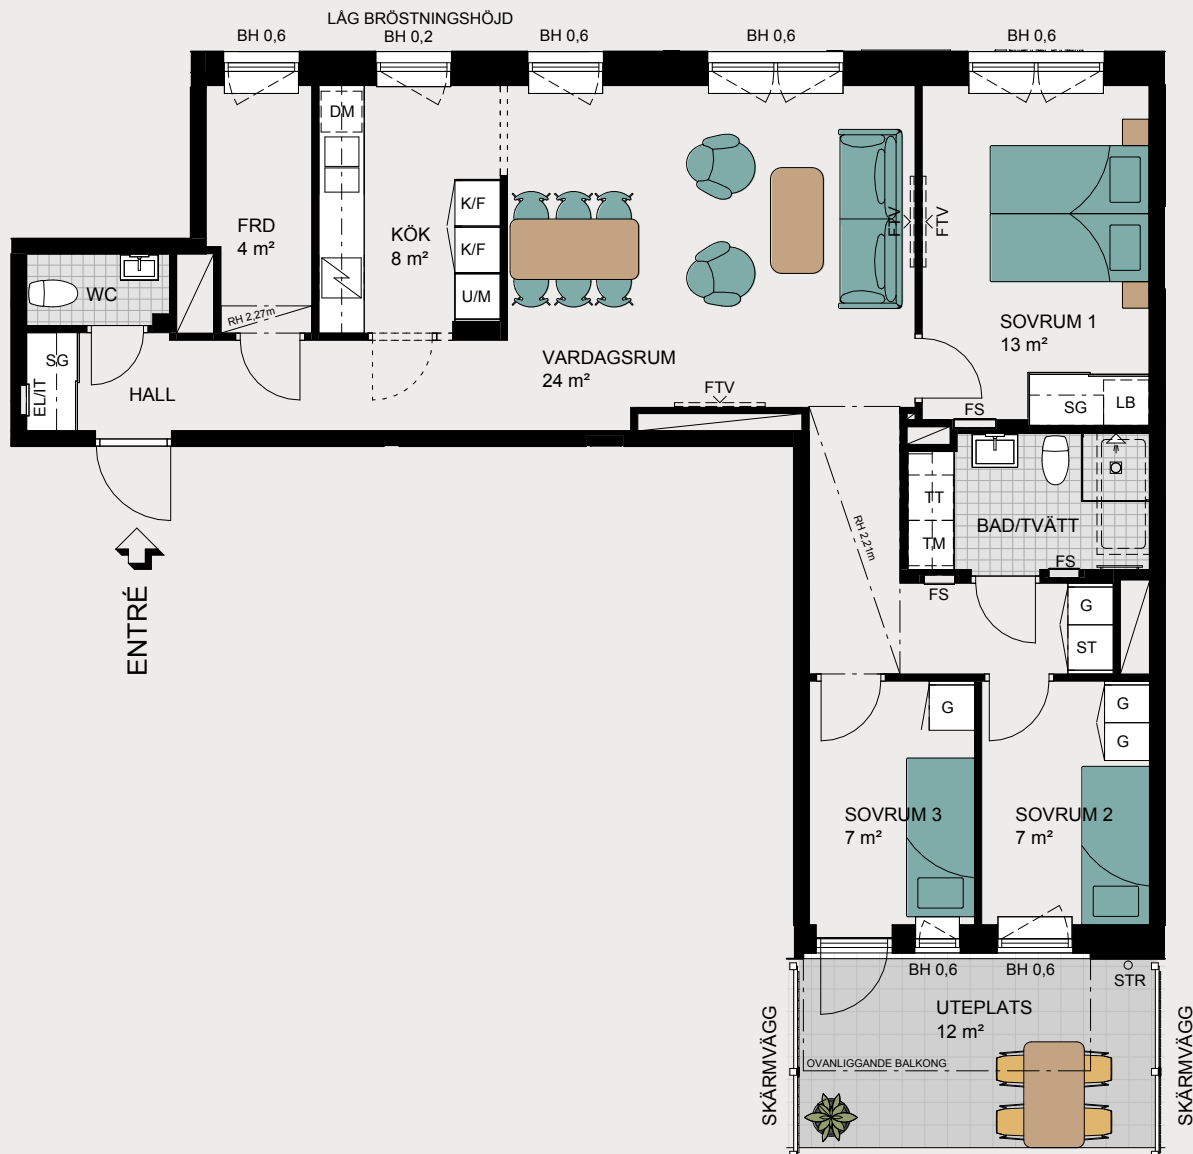 LÅG BRÖSTNINGSHÖJD
BH 0,6
BH 0,2
BH 0,6
BH 0,6
BH 0,6
DM
FRD
4 m²
KÖK
8 m²
K/F
K/F
U/M
FTV
FTV
WC
RH 2,27m
SOVRUM 1
13 m²
VARDAGSRUM
24 m²
SG
EL/IT
HALL
FTV
SG
LB
FS
TT
TM
BAD/TVÄTT
RH 2,21m
FS
FS
G
ST
ENTRÉ
G
G
G
SOVRUM 3
7 m²
SOVRUM 2
7 m²
BH 0,6
BH 0,6
STR
UTEPLATS
12 m²
SKÄRMVÄGG
SKÄRMVÄGG
OVANLIGGANDE BALKONG